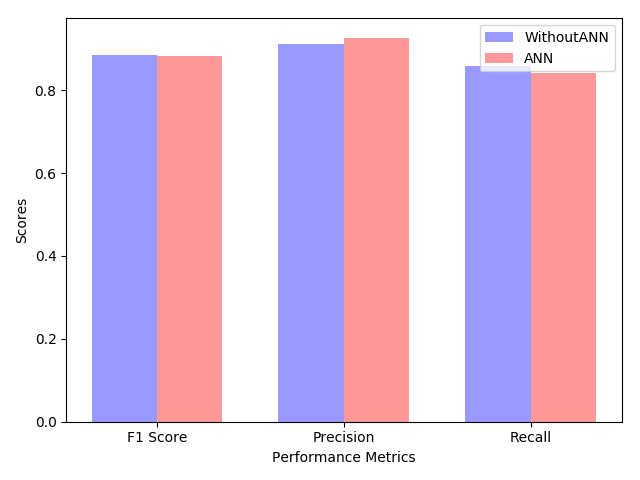 WithoutANN
ANN
0.8
0.6
0.4
0.2
0.0
Scores
F1 Score
Precision
Recall
Performance Metrics